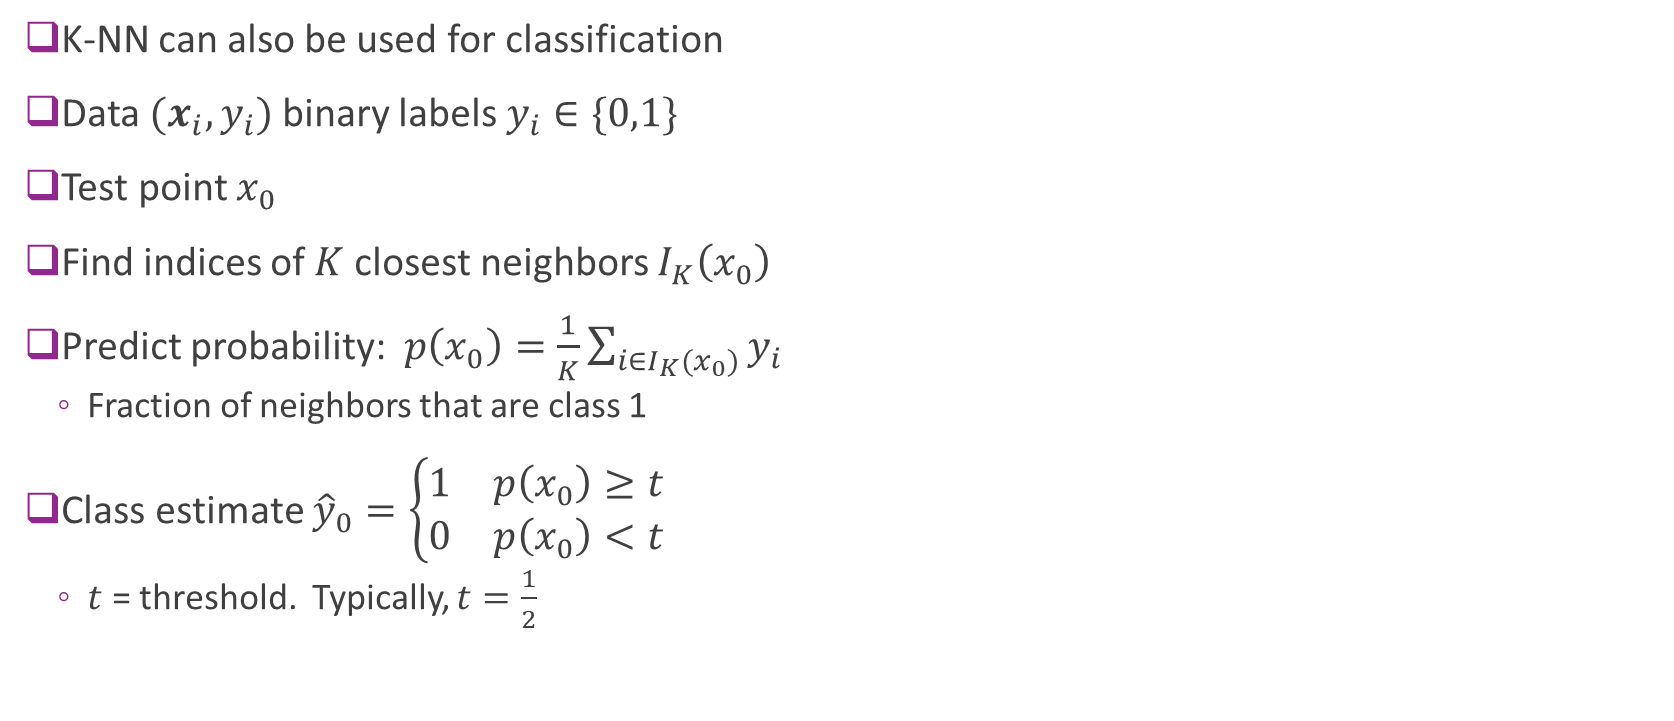 ❑K-NN can also be used for classification
❑Data (𝒙ᵢ, yᵢ) binary labels yᵢ ∈ {0,1}
❑Test point x₀
❑Find indices of K closest neighbors I_K(x₀)
❑Predict probability: p(x₀) = 1/K ∑_{i∈I_K(x₀)} yᵢ
◦ Fraction of neighbors that are class 1
❑Class estimate ŷ₀ = { 1 p(x₀) ≥ t
0 p(x₀) < t
◦ t = threshold. Typically, t = 1/2